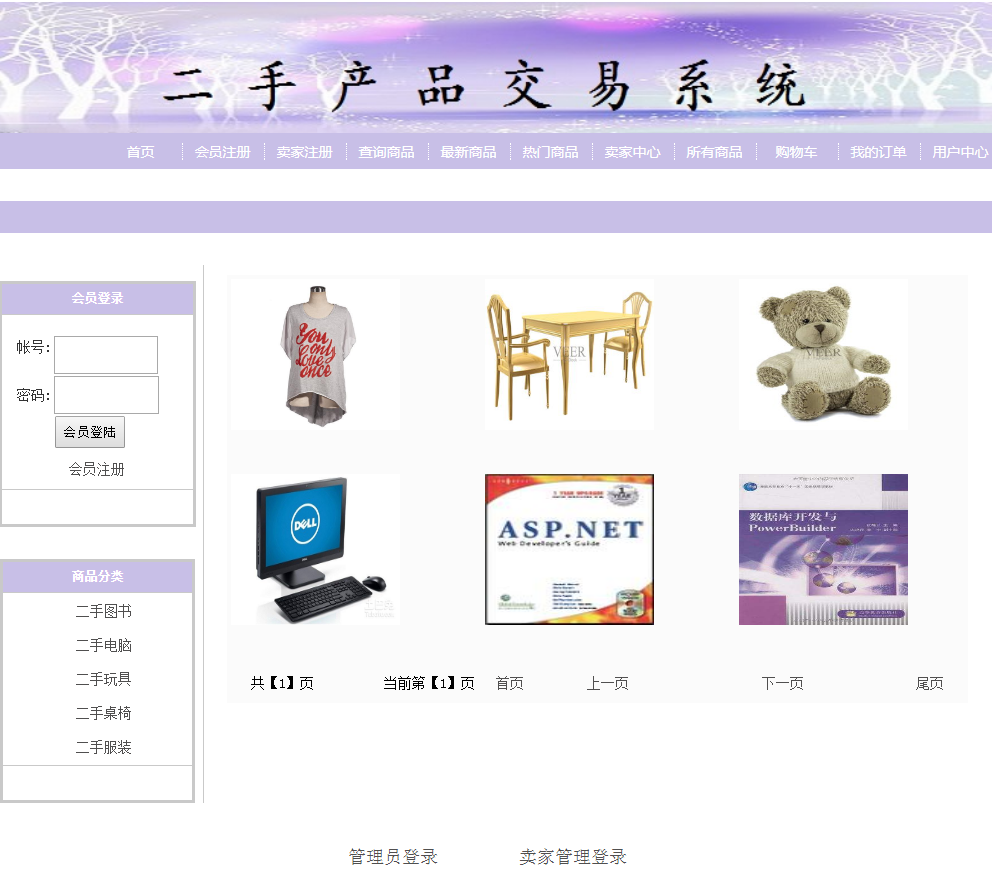 二手产品交易系统
首页 会员注册 卖家注册 查询商品 最新商品 热门商品 卖家中心 所有商品 购物车 我的订单 用户中心
会员登录
帐号:
密码:
会员登陆
会员注册
商品分类
二手图书
二手电脑
二手玩具
二手桌椅
二手服装
You
only
Love
once
VEER
VEER
DELL
1 YEAR UPGRADE
ASP.NET
Web Developer's Guide
数据库开发与
PowerBuilder
共【1】页 当前第【1】页 首页 上一页 下一页 尾页
管理员登录 卖家管理登录